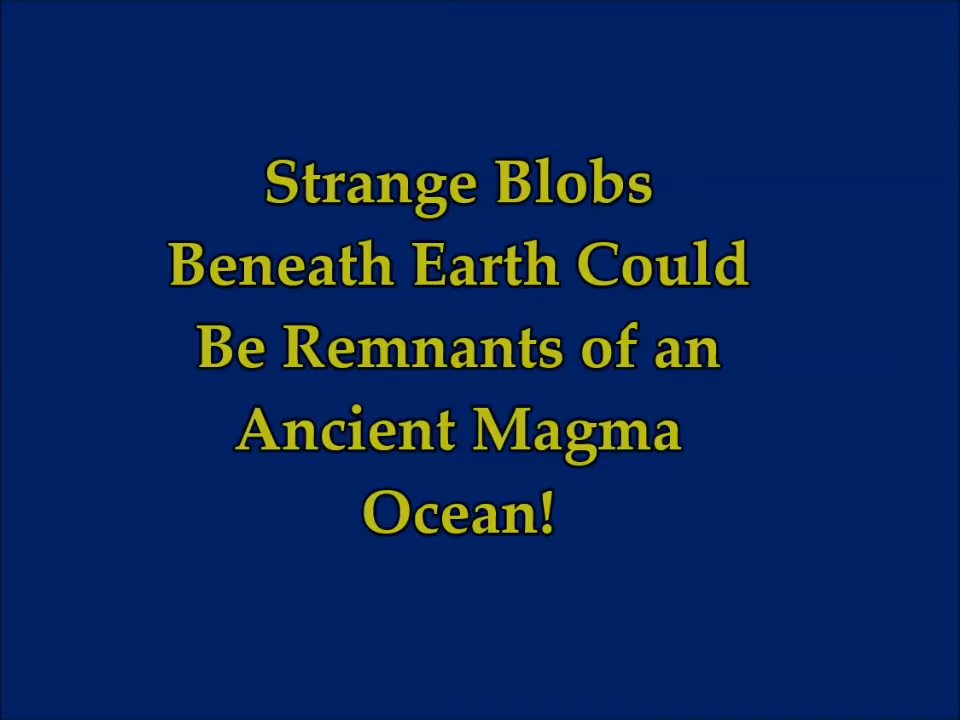 Strange Blobs
Beneath Earth Could
Be Remnants of an
Ancient Magma
Ocean!